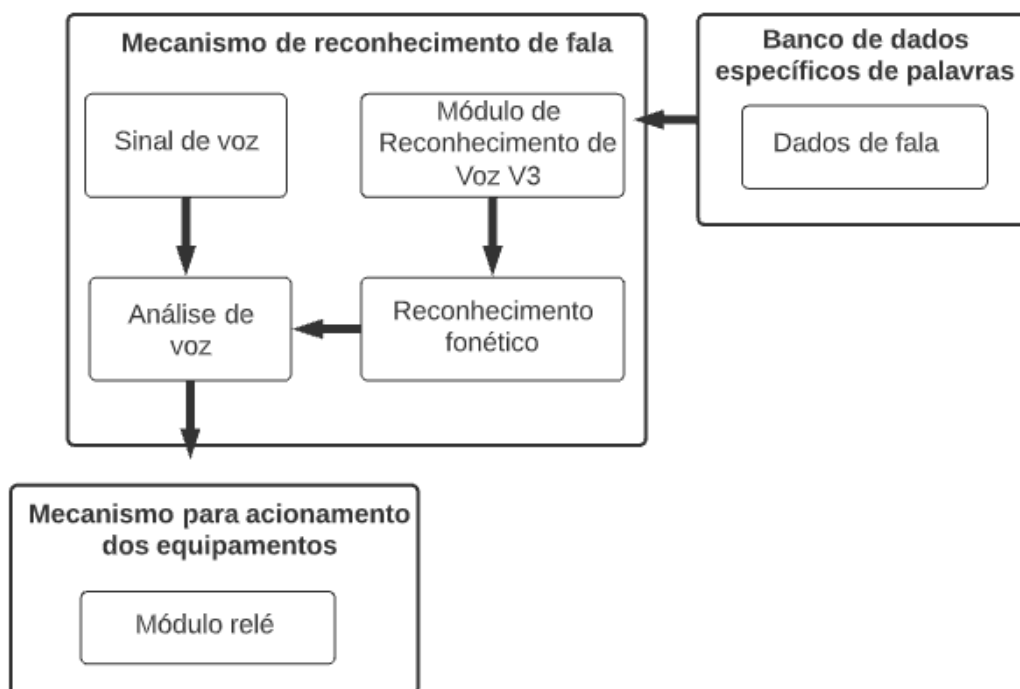 Mecanismo de reconhecimento de fala
Sinal de voz
Módulo de
Reconhecimento de
Voz V3
Análise de
voz
Reconhecimento
fonético
Banco de dados
específicos de palavras
Dados de fala
Mecanismo para acionamento
dos equipamentos
Módulo relé